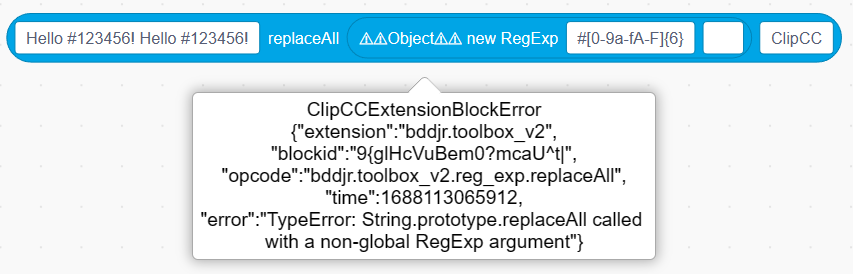 Hello #123456! Hello #123456! replaceAll ⚠⚠Object⚠⚠ new RegExp #[0-9a-fA-F]{6} ClipCC
ClipCCExtensionBlockError
{"extension":"bddjr.toolbox_v2",
"blockid":"9{glHcVuBem0?mcaU^t|",
"opcode":"bddjr.toolbox_v2.reg_exp.replaceAll",
"time":1688113065912,
"error":"TypeError: String.prototype.replaceAll called
with a non-global RegExp argument"}